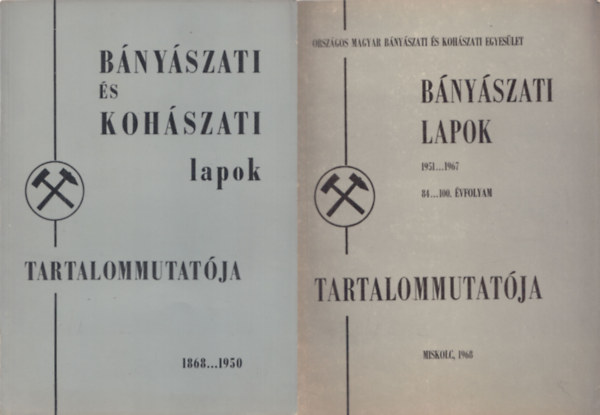 BÁNYÁSZATI
ÉS
KOHÁSZATI
lapok
TARTALOMMUTATÓJA
1868...1950
ORSZÁGOS MAGYAR BÁNYÁSZATI ÉS KOHÁSZATI EGYESÜLET
BÁNYÁSZATI
LAPOK
1951...1967
84...100. ÉVFOLYAM
TARTALOMMUTATÓJA
MISKOLC, 1968